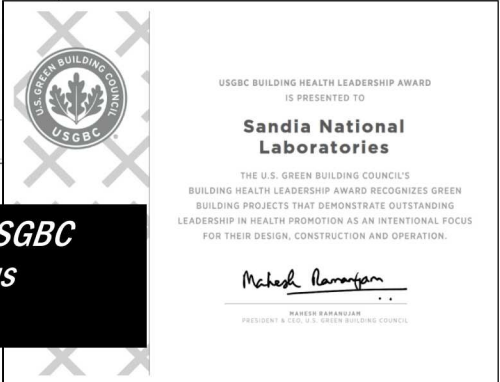 U.S. GREEN BUILDING COUNCIL
USGBC
USGBC BUILDING HEALTH LEADERSHIP AWARD
IS PRESENTED TO
Sandia National
Laboratories
THE U.S. GREEN BUILDING COUNCIL'S
BUILDING HEALTH LEADERSHIP AWARD RECOGNIZES GREEN
BUILDING PROJECTS THAT DEMONSTRATE OUTSTANDING
LEADERSHIP IN HEALTH PROMOTION AS AN INTENTIONAL FOCUS
FOR THEIR DESIGN, CONSTRUCTION AND OPERATION.
Mahesh Ramanujam
MAHESH RAMANUJAM
PRESIDENT & CEO, U.S. GREEN BUILDING COUNCIL
SGBC
us